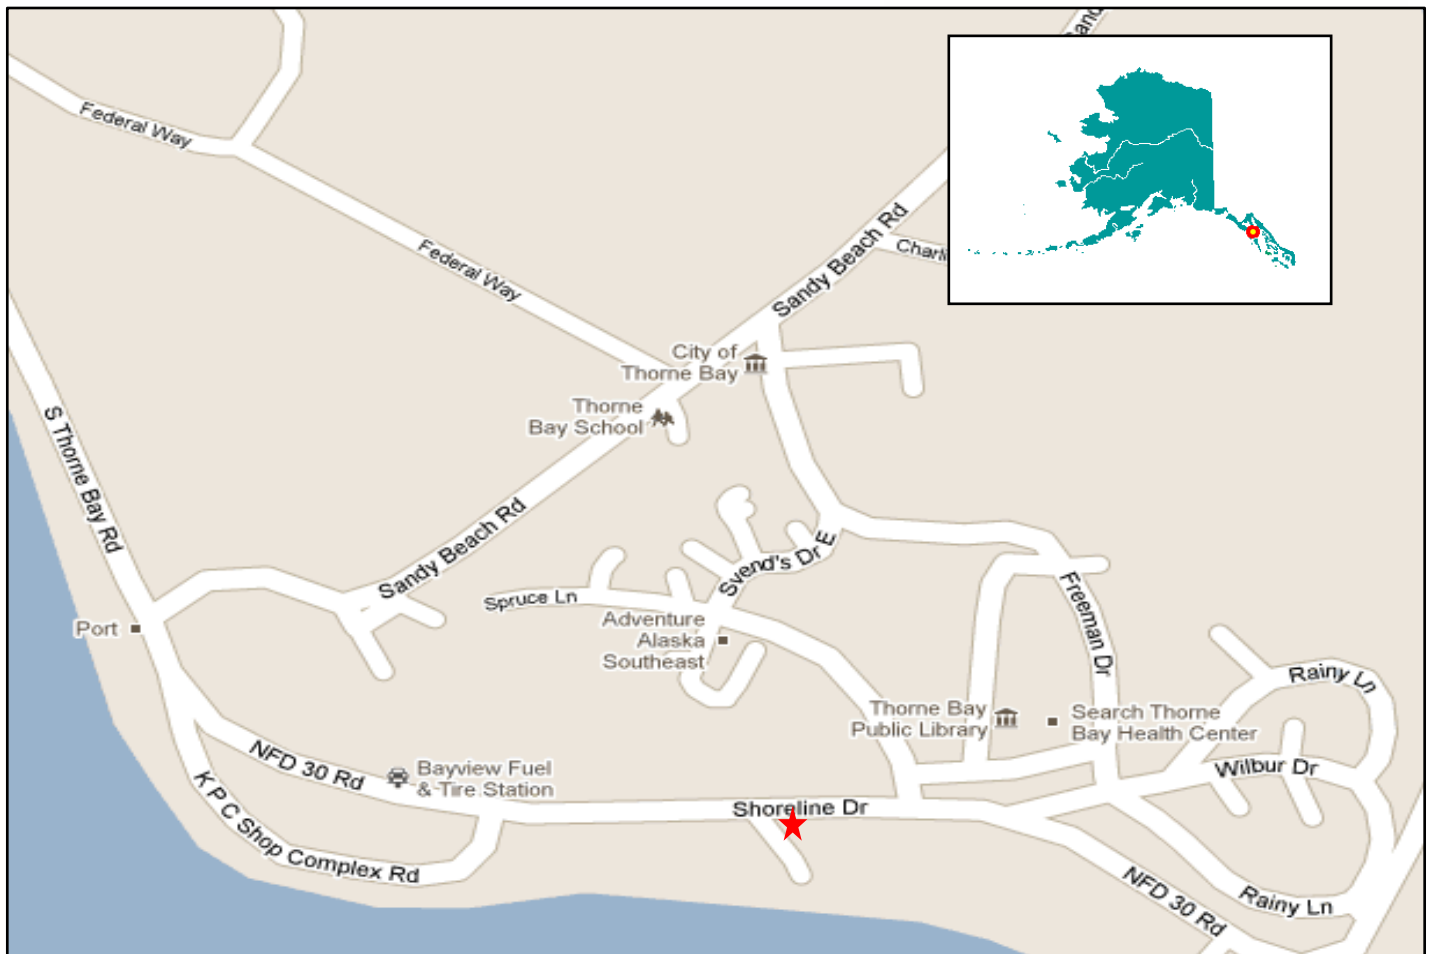 Sand
Federal Way
Federal Way
Sandy Beach Rd
Charli
City of
Thorne Bay
Thorne
Bay School
S Thorne Bay Rd
Sandy Beach Rd
Svend's Dr E
Spruce Ln
Freeman Dr
Port
Adventure
Alaska
Southeast
Rainy Ln
Thorne Bay
Public Library
Search Thorne
Bay Health Center
NFD 30 Rd
Bayview Fuel
& Tire Station
Wilbur Dr
K P C Shop Complex Rd
Shoreline Dr
NFD 30 Rd
Rainy Ln